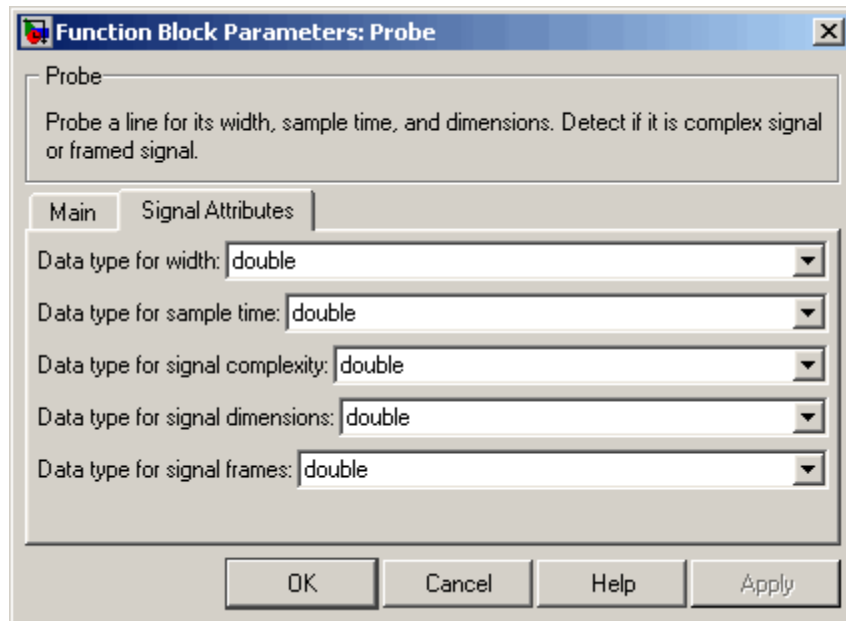 Function Block Parameters: Probe
Probe
Probe a line for its width, sample time, and dimensions. Detect if it is complex signal
or framed signal.
Main Signal Attributes
Data type for width: double
Data type for sample time: double
Data type for signal complexity: double
Data type for signal dimensions: double
Data type for signal frames: double
OK Cancel Help Apply